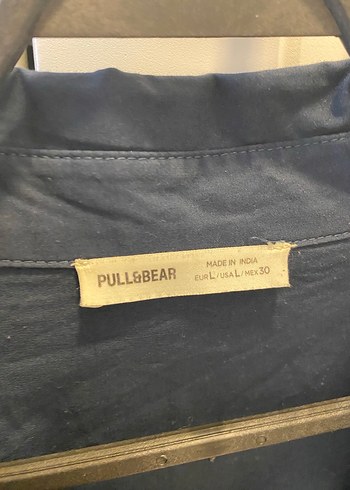 PULL&BEAR
MADE IN INDIA
EUR L / USA L / MEX 30